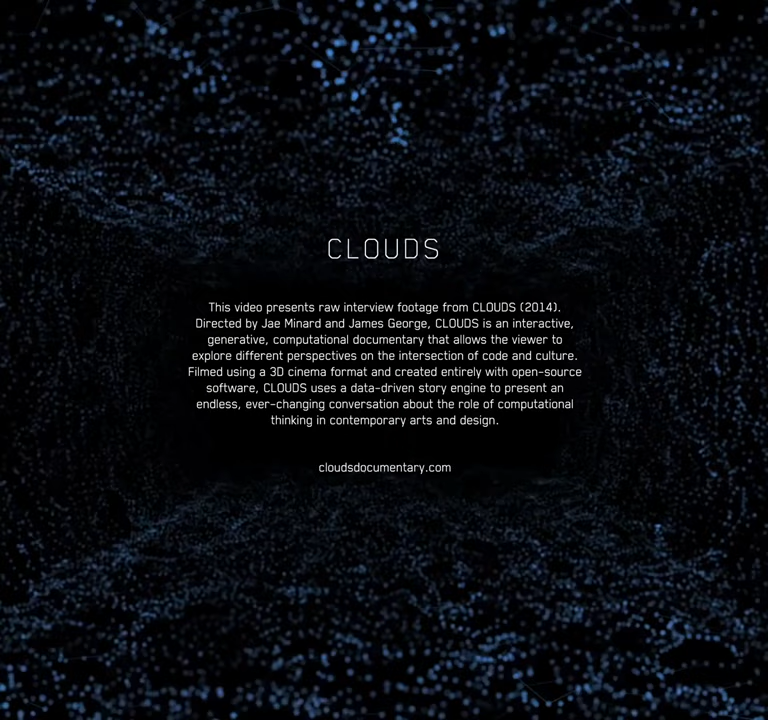 CLOUDS
This video presents raw interview footage from CLOUDS (2014).
Directed by Jae Minard and James George, CLOUDS is an interactive,
generative, computational documentary that allows the viewer to
explore different perspectives on the intersection of code and culture.
Filmed using a 3D cinema format and created entirely with open-source
software, CLOUDS uses a data-driven story engine to present an
endless, ever-changing conversation about the role of computational
thinking in contemporary arts and design.
cloudsdocumentary.com